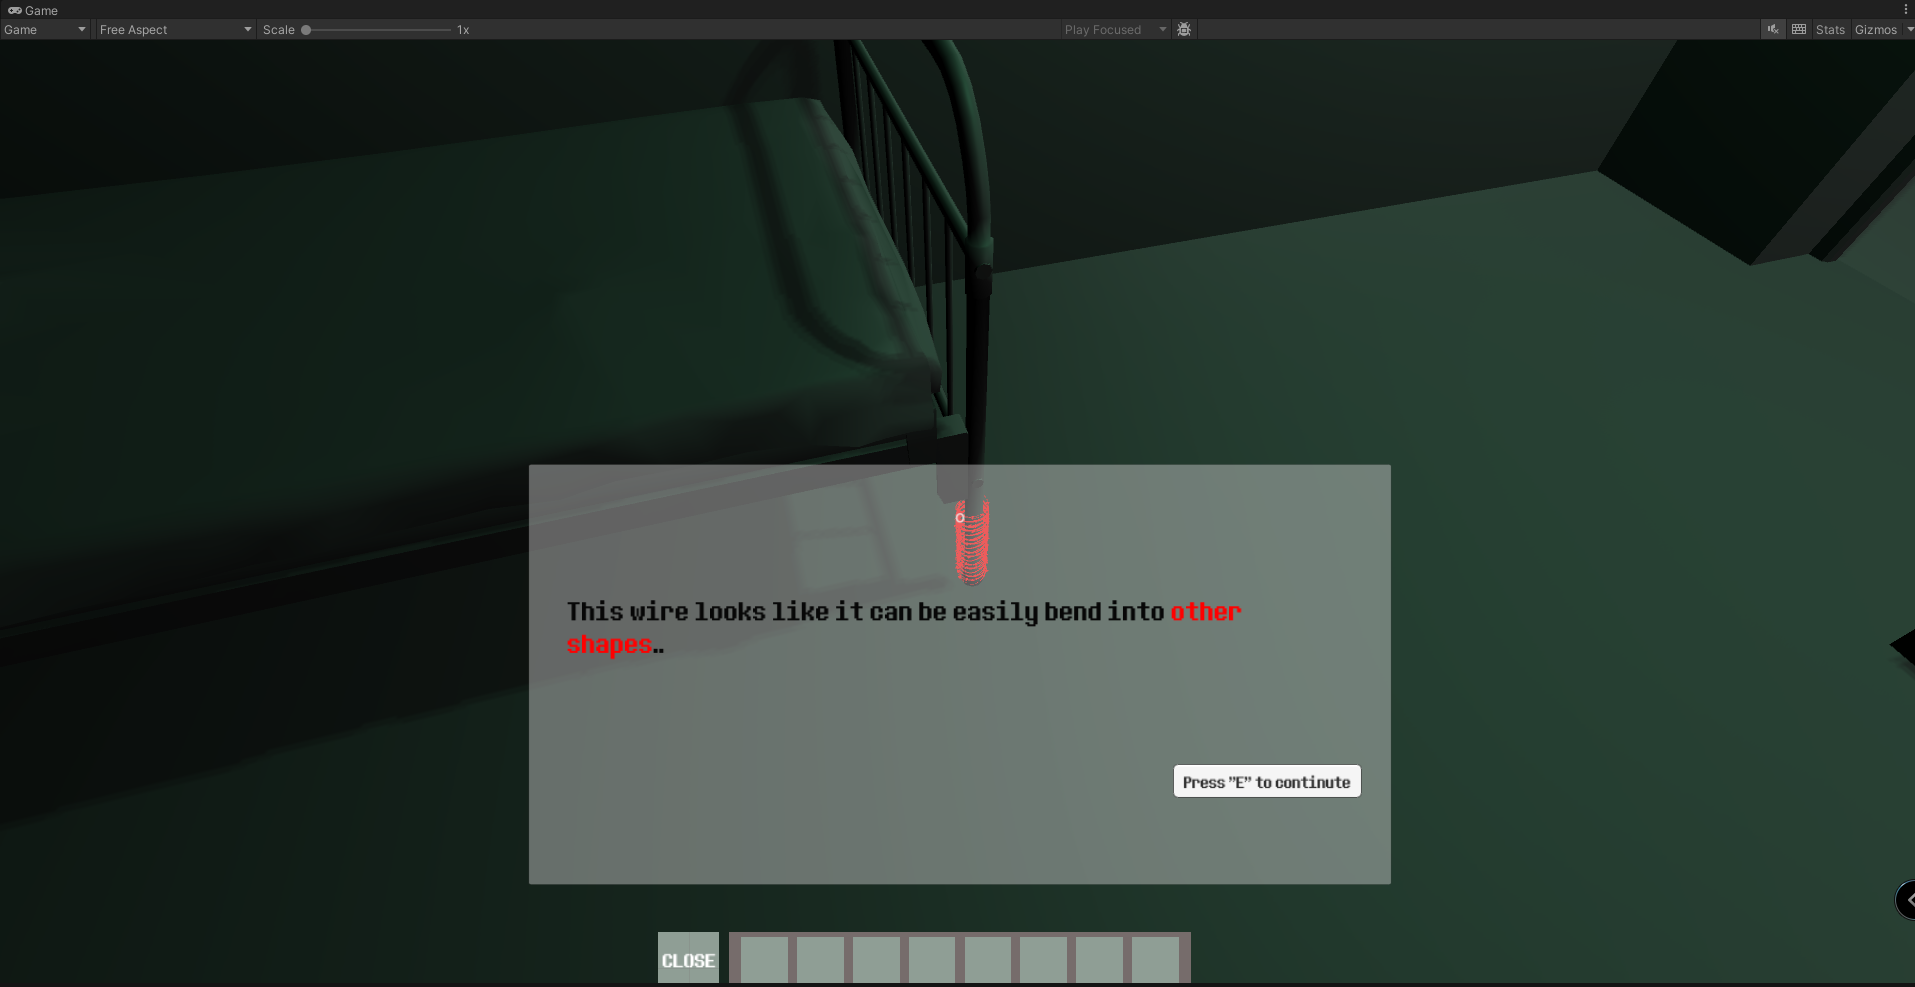 Game
Game Free Aspect Scale 1x Play Focused Stats Gizmos
This wire looks like it can be easily bend into other
shapes..
Press "E" to continute
CLOSE